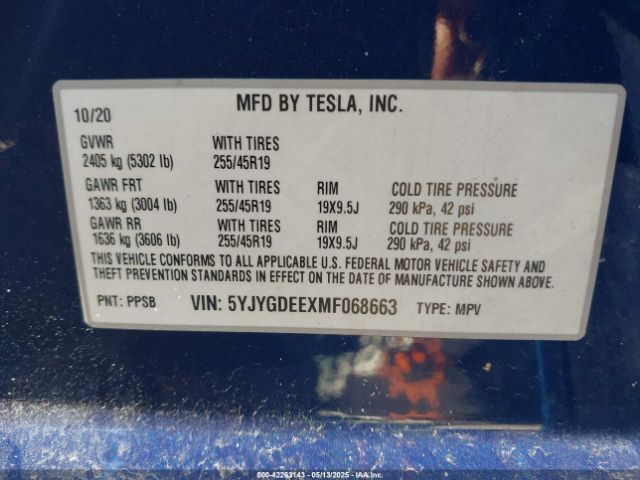 MFD BY TESLA, INC.
10/20
GVWR WITH TIRES
2405 kg (5302 lb) 255/45R19
GAWR FRT WITH TIRES RIM COLD TIRE PRESSURE
1363 kg (3004 lb) 255/45R19 19X9.5J 290 kPa, 42 psi
GAWR RR WITH TIRES RIM COLD TIRE PRESSURE
1636 kg (3606 lb) 255/45R19 19X9.5J 290 kPa, 42 psi
THIS VEHICLE CONFORMS TO ALL APPLICABLE U.S. FEDERAL MOTOR VEHICLE SAFETY AND
THEFT PREVENTION STANDARDS IN EFFECT ON THE DATE OF MANUFACTURE SHOWN ABOVE.
PNT: PPSB VIN: 5YJYGDEEXMF068663 TYPE: MPV
000-42263143 - 05/13/2025 - IAAI.COM